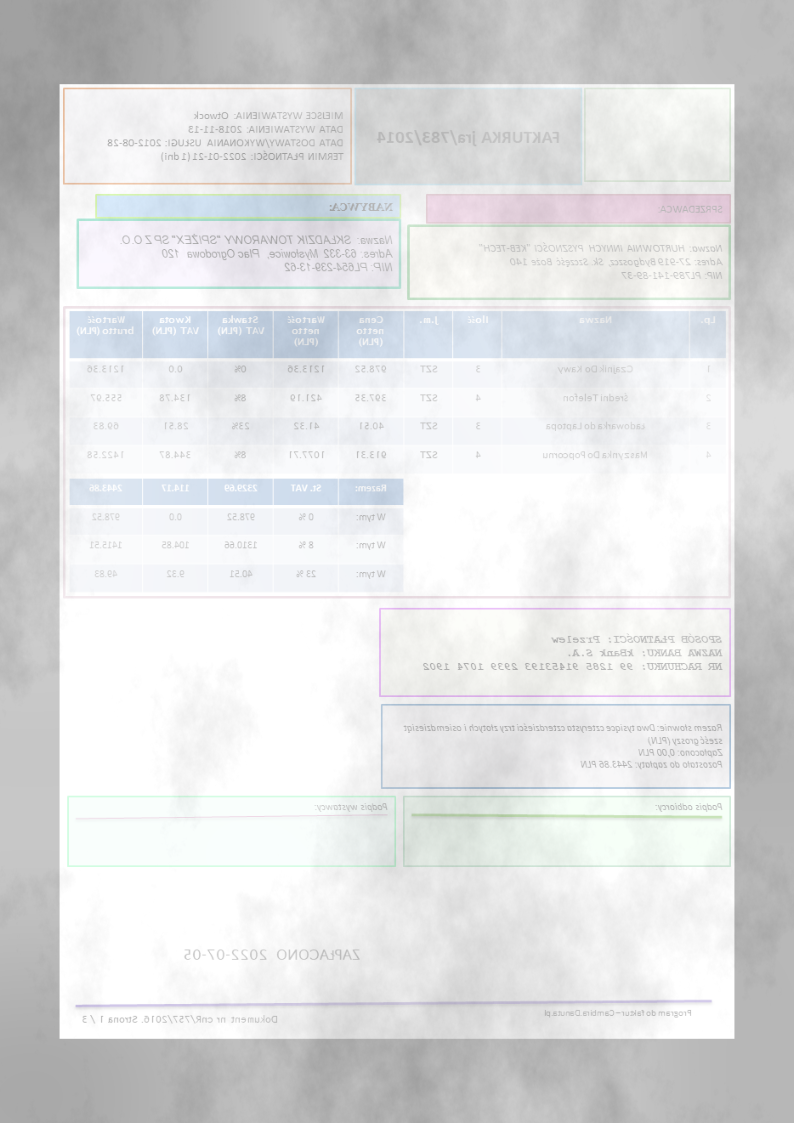 FAKTURKA jra/783/2014
MIEJSCE WYSTAWIENIA: Otwock
DATA WYSTAWIENIA: 2018-11-13
DATA DOSTAWY/WYKONANIA USŁUGI: 2012-08-28
TERMIN PŁATNOŚCI: 2022-01-21 (1 dni)
SPRZEDAWCA:
Nazwa: HURTOWNIA INNYCH PYSZNOŚCI "KEB-TECH"
Adres: 27-919 Bydgoszcz, Sk. Szczęść Boże 140
NIP: PL789-141-89-37
NABYWCA:
Nazwa: SKŁADZIK TOWAROWY "SPIŻEX" SP.Z O.O.
Adres: 63-332 Mysłowice, Plac Ogrodowa 120
NIP: PL654-239-13-62
Lp. Nazwa Ilość J.m. Cena netto (PLN) Wartość netto (PLN) Stawka VAT (PLN) Kwota VAT (PLN) Wartość brutto (PLN)
1 Czajnik Do Kawy 3 SZT 978.52 1213.36 0% 0.0 1213.36
2 średni Telefon 4 SZT 397.35 421.19 8% 134.78 555.97
3 Ładowarka do Laptopa 3 SZT 40.51 41.32 23% 28.51 69.83
4 Maszynka Do Popcornu 4 SZT 913.31 1077.71 8% 344.87 1422.58
Razem: St. VAT 2329.69 114.17 2443.86
W tym: 0 % 978.52 0.0 978.52
W tym: 8 % 1310.66 104.85 1415.51
W tym: 23 % 40.51 9.32 49.83
SPOSÓB PŁATNOŚCI: Przelew
NAZWA BANKU: kBank S.A.
NR RACHUNKU: 99 1285 91453193 2939 1074 1902
Razem słownie: Dwa tysiące czterysta czterdzieści trzy złotych i osiemdziesiąt
sześć groszy (PLN)
Zapłacono: 0,00 PLN
Pozostało do zapłaty: 2443.86 PLN
Podpis odbiorcy:
Podpis wystawcy:
ZAPŁACONO 2022-07-05
Program do faktur – Cambira.Danuta.pl
Dokument nr cnR/757/2016. Strona 1 / 3